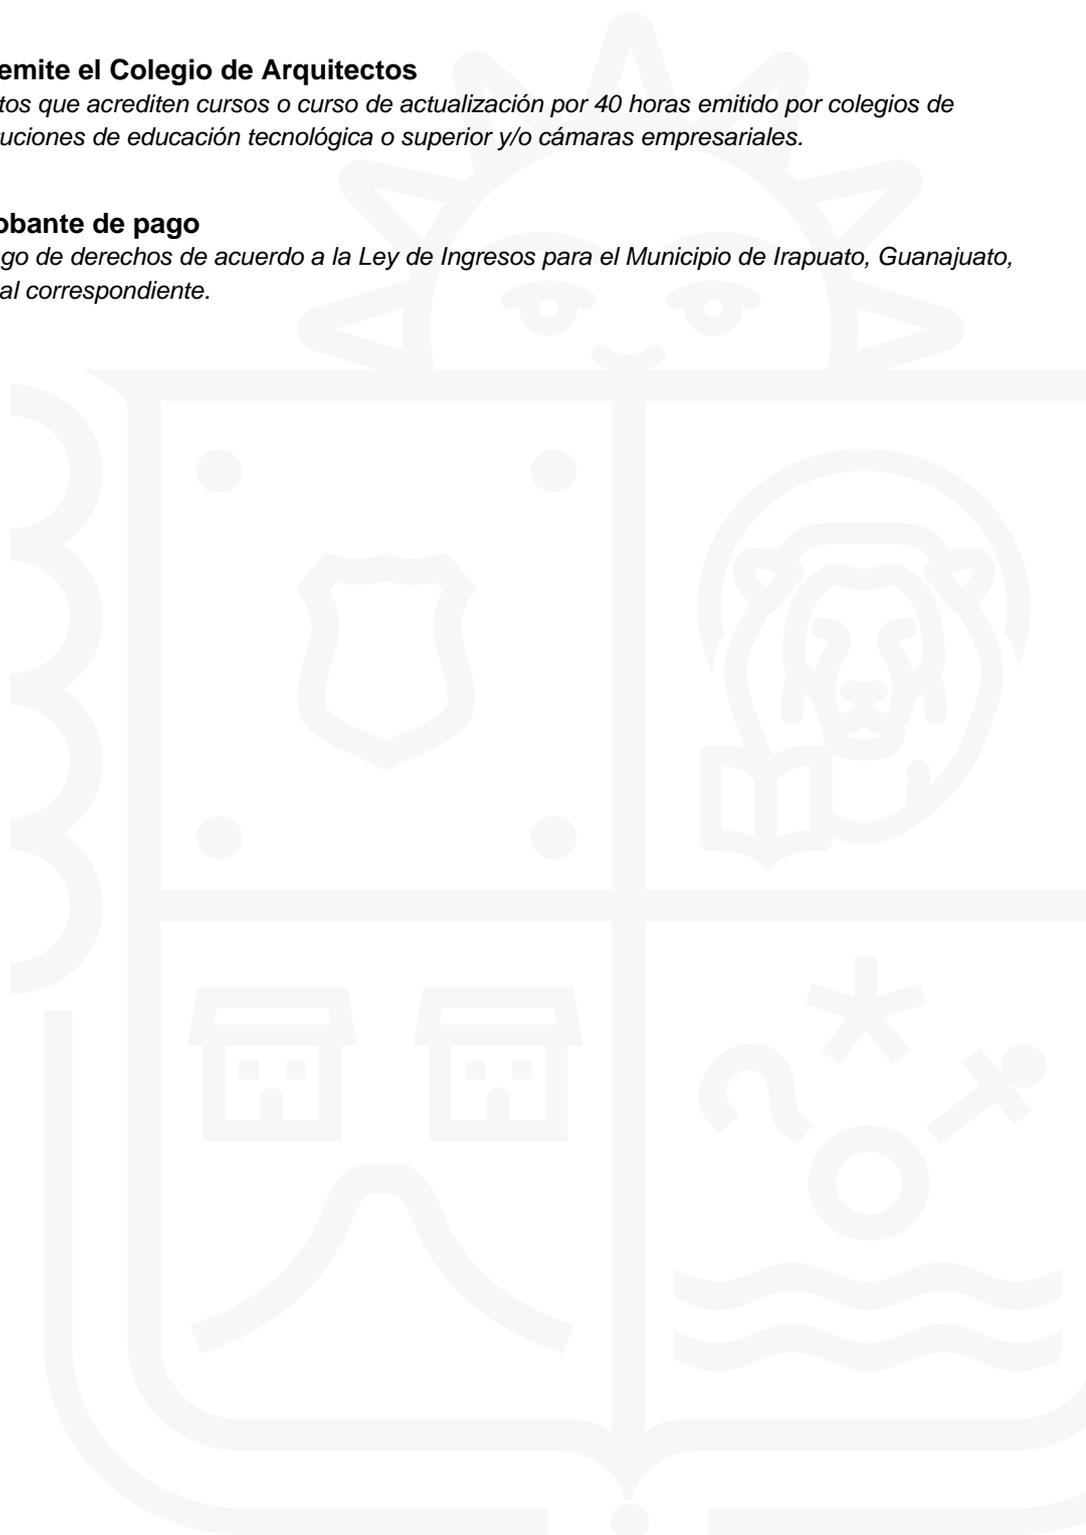 emite el Colegio de Arquitectos
tos que acrediten cursos o curso de actualización por 40 horas emitido por colegios de
uciones de educación tecnológica o superior y/o cámaras empresariales.
obante de pago
go de derechos de acuerdo a la Ley de Ingresos para el Municipio de Irapuato, Guanajuato,
al correspondiente.